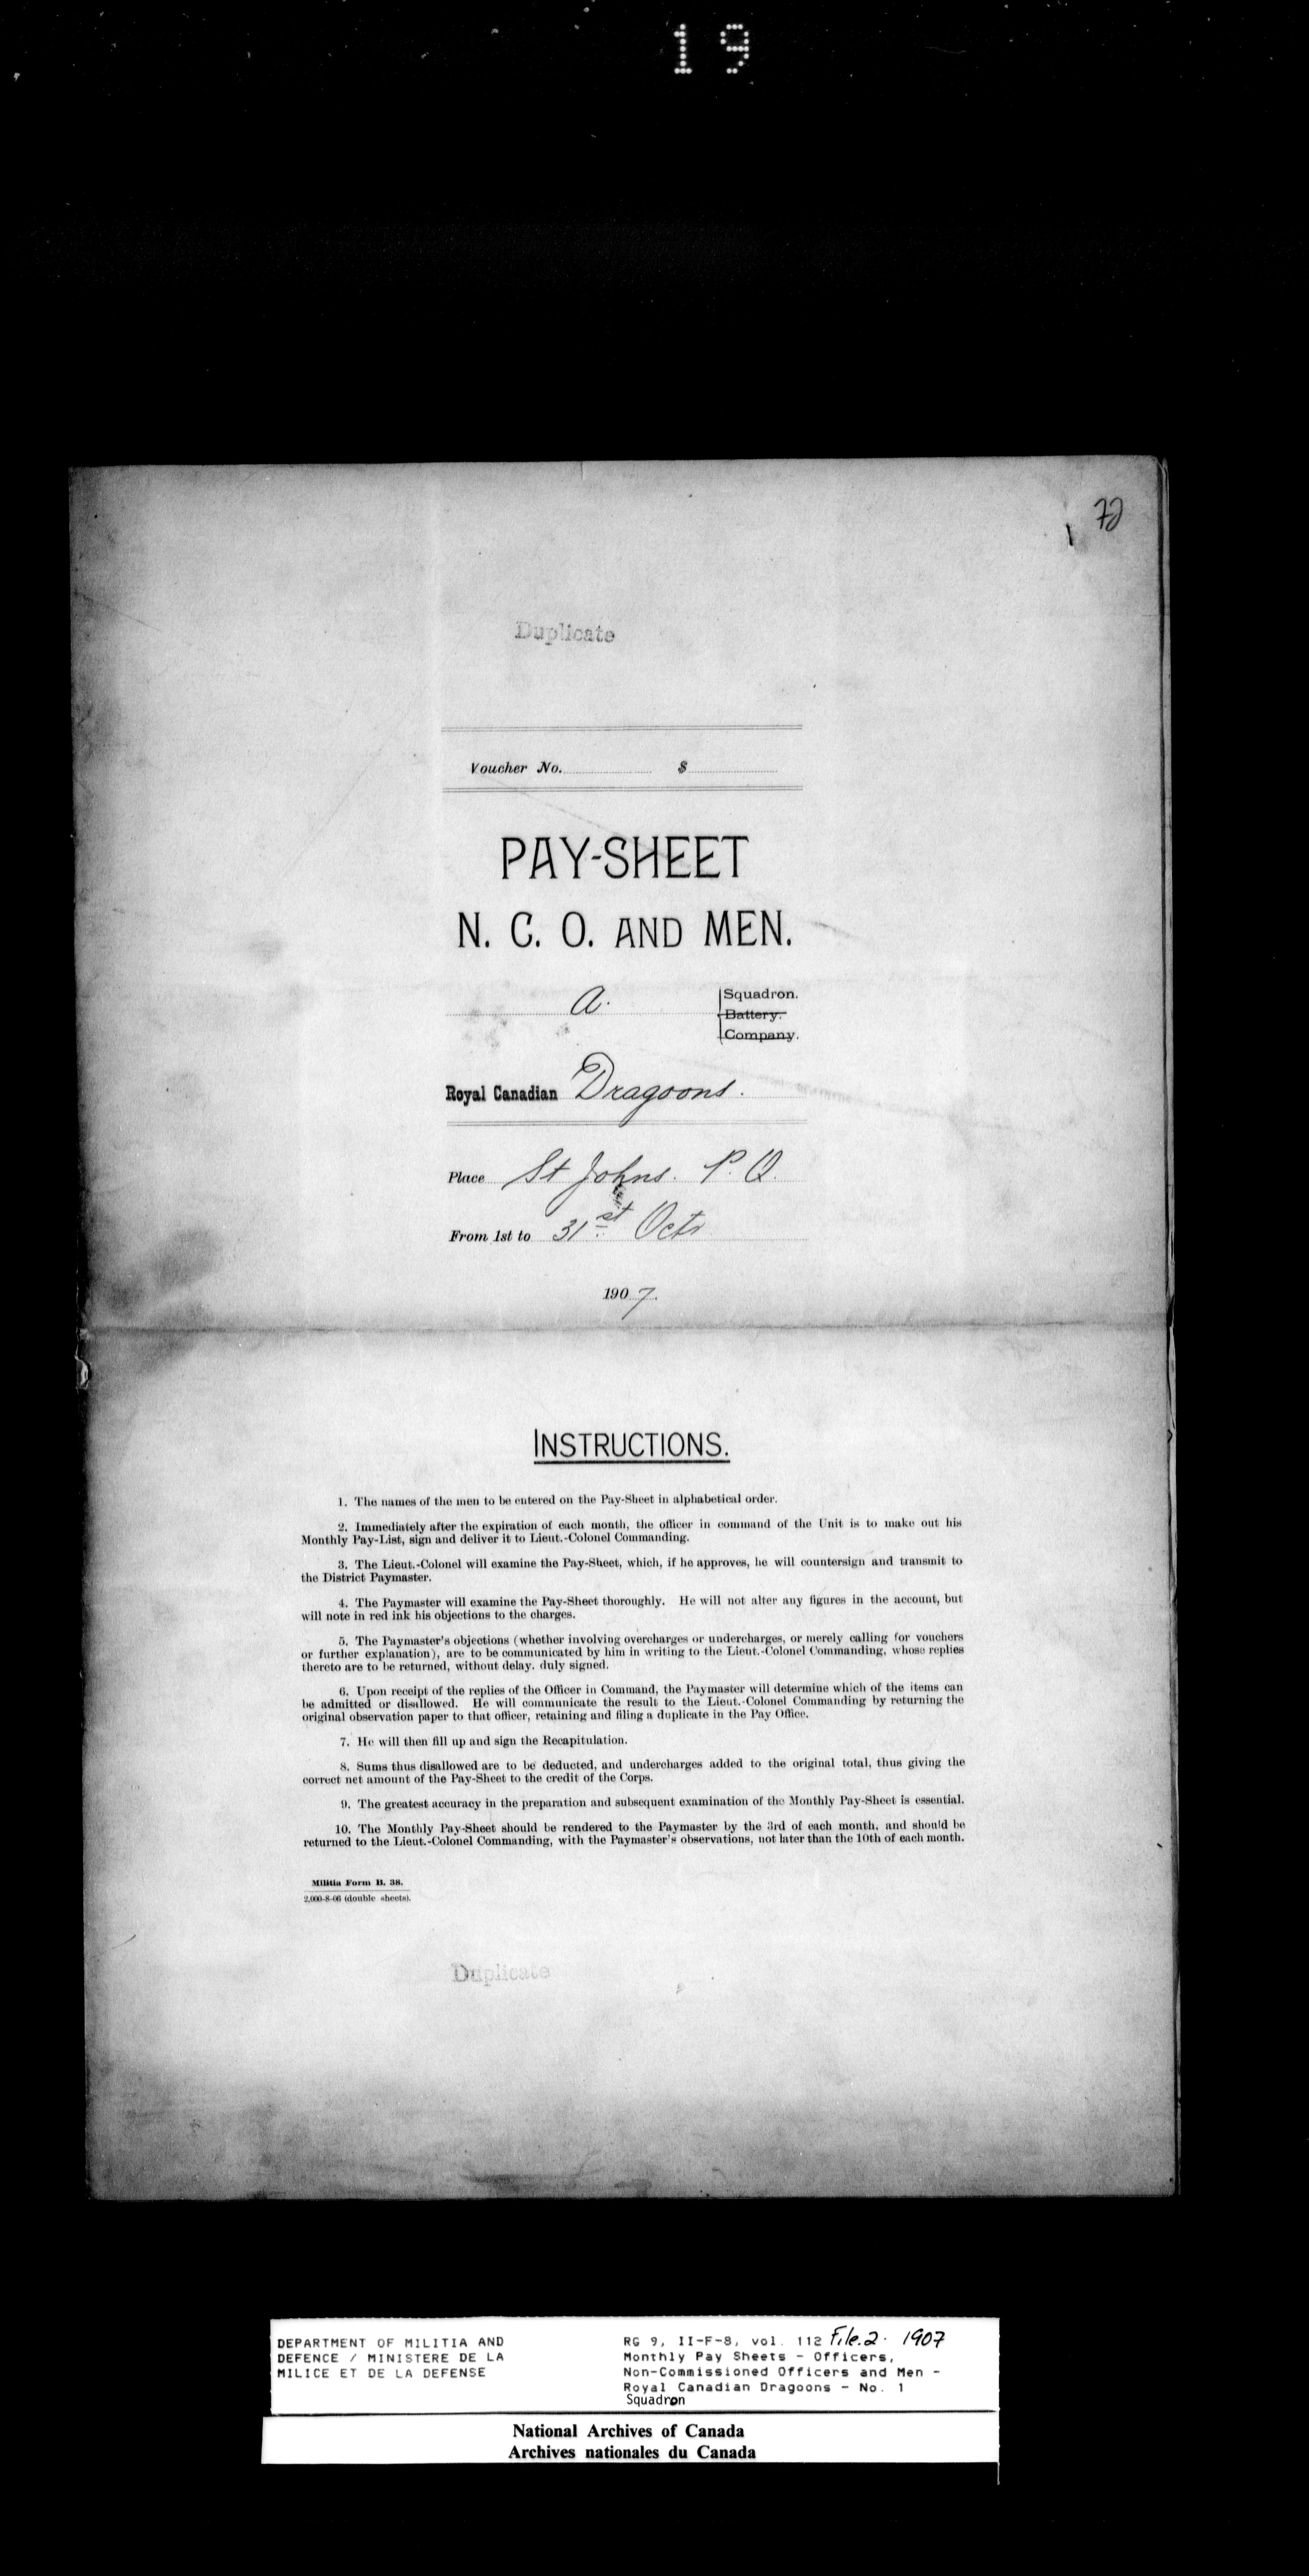 19
72
Duplicate
Voucher No. $
PAY-SHEET
N. C. O. AND MEN.
A.
Squadron.
Battery.
Company.
Royal Canadian Dragoons.
Place St Johns. P. Q.
From 1st to 31st Octr
1907.
INSTRUCTIONS.
1. The names of the men to be entered on the Pay-Sheet in alphabetical order.
2. Immediately after the expiration of each month, the officer in command of the Unit is to make out his
Monthly Pay-List, sign and deliver it to Lieut.-Colonel Commanding.
3. The Lieut.-Colonel will examine the Pay-Sheet, which, if he approves, he will countersign and transmit to
the District Paymaster.
4. The Paymaster will examine the Pay-Sheet thoroughly. He will not alter any figures in the account, but
will note in red ink his objections to the charges.
5. The Paymaster's objections (whether involving overcharges or undercharges, or merely calling for vouchers
or further explanation), are to be communicated by him in writing to the Lieut.-Colonel Commanding, whose replies
thereto are to be returned, without delay, duly signed.
6. Upon receipt of the replies of the Officer in Command, the Paymaster will determine which of the items can
be admitted or disallowed. He will communicate the result to the Lieut.-Colonel Commanding by returning the
original observation paper to that officer, retaining and filing a duplicate in the Pay Office.
7. He will then fill up and sign the Recapitulation.
8. Sums thus disallowed are to be deducted, and undercharges added to the original total, thus giving the
correct net amount of the Pay-Sheet to the credit of the Corps.
9. The greatest accuracy in the preparation and subsequent examination of the Monthly Pay-Sheet is essential.
10. The Monthly Pay-Sheet should be rendered to the Paymaster by the 3rd of each month, and should be
returned to the Lieut.-Colonel Commanding, with the Paymaster's observations, not later than the 10th of each month.
Militia Form B. 38.
2,000-8-06 (double sheets).
Duplicate
DEPARTMENT OF MILITIA AND
DEFENCE / MINISTERE DE LA
MILICE ET DE LA DEFENSE
RG 9, II-F-8, vol. 112 File.2. 1907
Monthly Pay Sheets - Officers,
Non-Commissioned Officers and Men -
Royal Canadian Dragoons - No. 1
Squadron
National Archives of Canada
Archives nationales du Canada